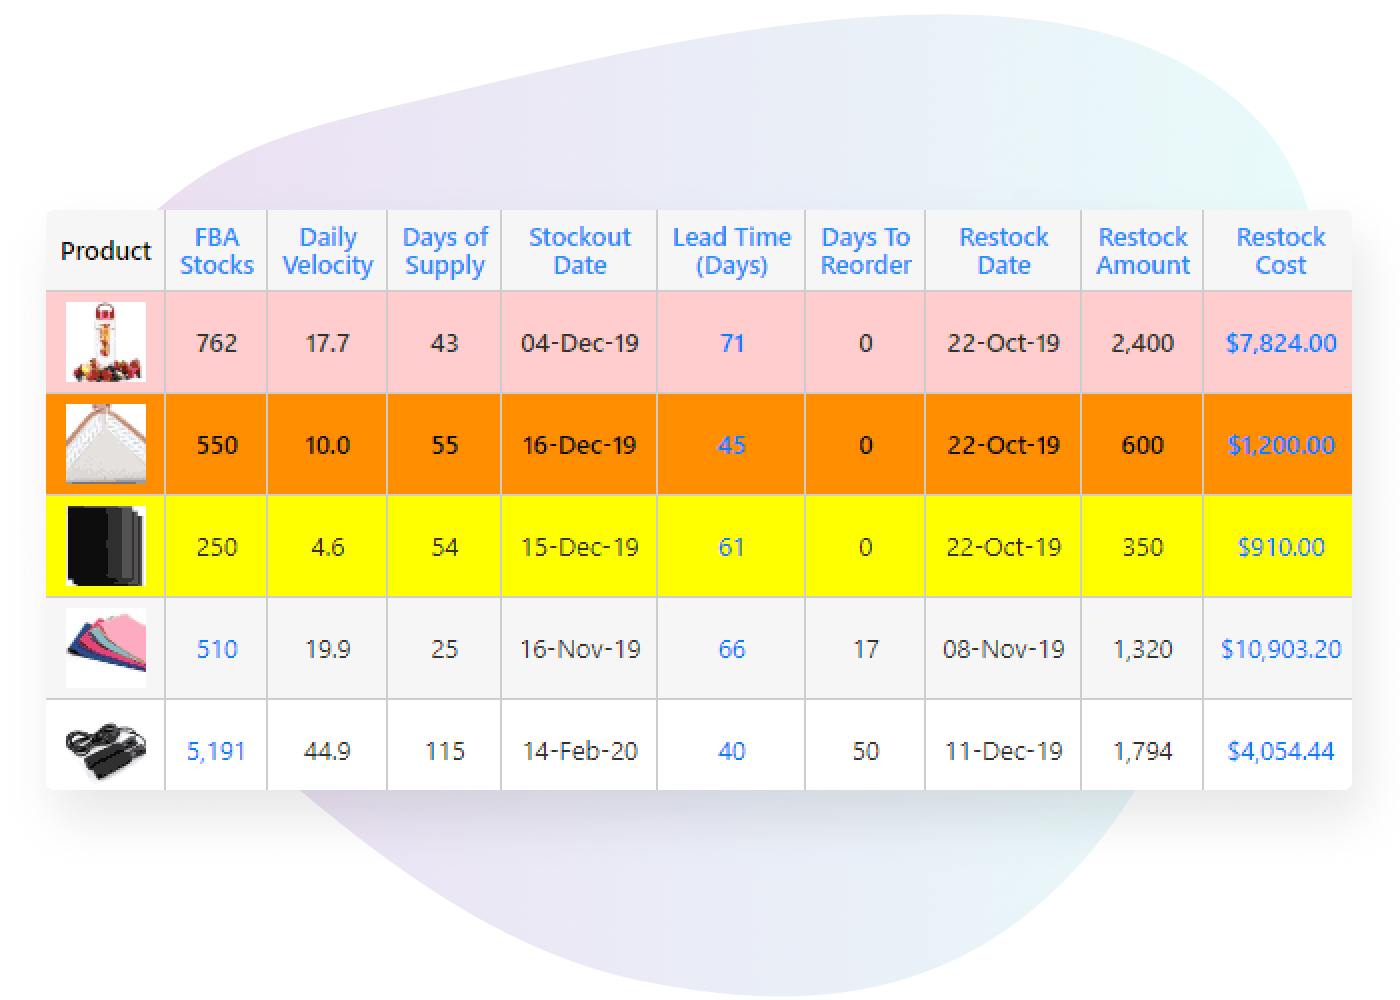 Product FBA Stocks Daily Velocity Days of Supply Stockout Date Lead Time (Days) Days To Reorder Restock Date Restock Amount Restock Cost
762 17.7 43 04-Dec-19 71 0 22-Oct-19 2,400 $7,824.00
550 10.0 55 16-Dec-19 45 0 22-Oct-19 600 $1,200.00
250 4.6 54 15-Dec-19 61 0 22-Oct-19 350 $910.00
510 19.9 25 16-Nov-19 66 17 08-Nov-19 1,320 $10,903.20
5,191 44.9 115 14-Feb-20 40 50 11-Dec-19 1,794 $4,054.44